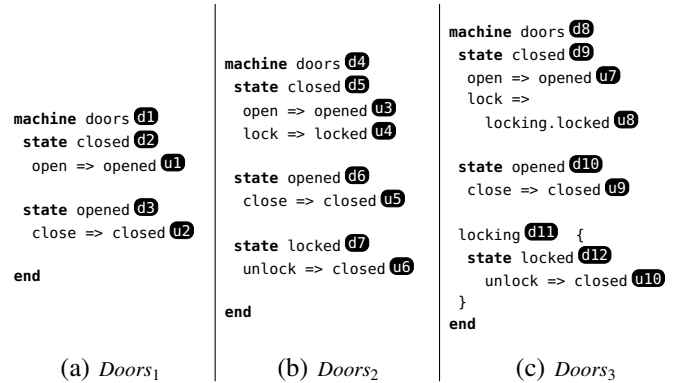 machine doors d1
state closed d2
open => opened u1
state opened d3
close => closed u2
end
(a) Doors1
machine doors d4
state closed d5
open => opened u3
lock => locked u4
state opened d6
close => closed u5
state locked d7
unlock => closed u6
end
(b) Doors2
machine doors d8
state closed d9
open => opened u7
lock =>
locking.locked u8
state opened d10
close => closed u9
locking d11 {
state locked d12
unlock => closed u10
}
end
(c) Doors3